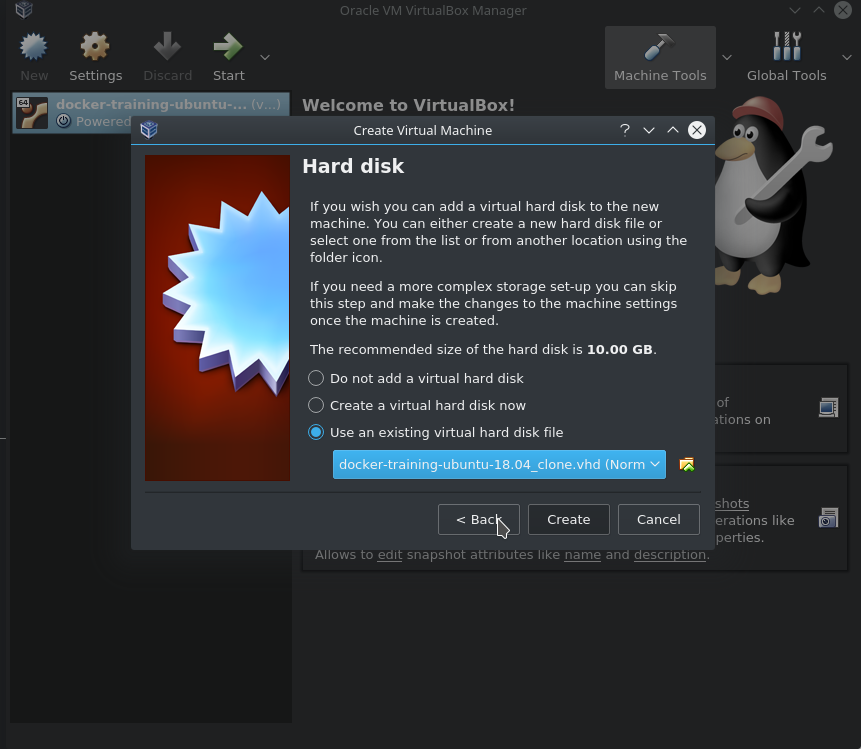 Oracle VM VirtualBox Manager
New
Settings
Discard
Start
Machine Tools
Global Tools
64
docker-training-ubuntu-... (v...)
Powered
Welcome to VirtualBox!
Create Virtual Machine
Hard disk
If you wish you can add a virtual hard disk to the new
machine. You can either create a new hard disk file or
select one from the list or from another location using the
folder icon.
If you need a more complex storage set-up you can skip
this step and make the changes to the machine settings
once the machine is created.
The recommended size of the hard disk is 10.00 GB.
Do not add a virtual hard disk
Create a virtual hard disk now
Use an existing virtual hard disk file
docker-training-ubuntu-18.04_clone.vhd (Norm
< Back
Create
Cancel
of
ations on
shots
erations like
perties.
Allows to edit snapshot attributes like name and description.